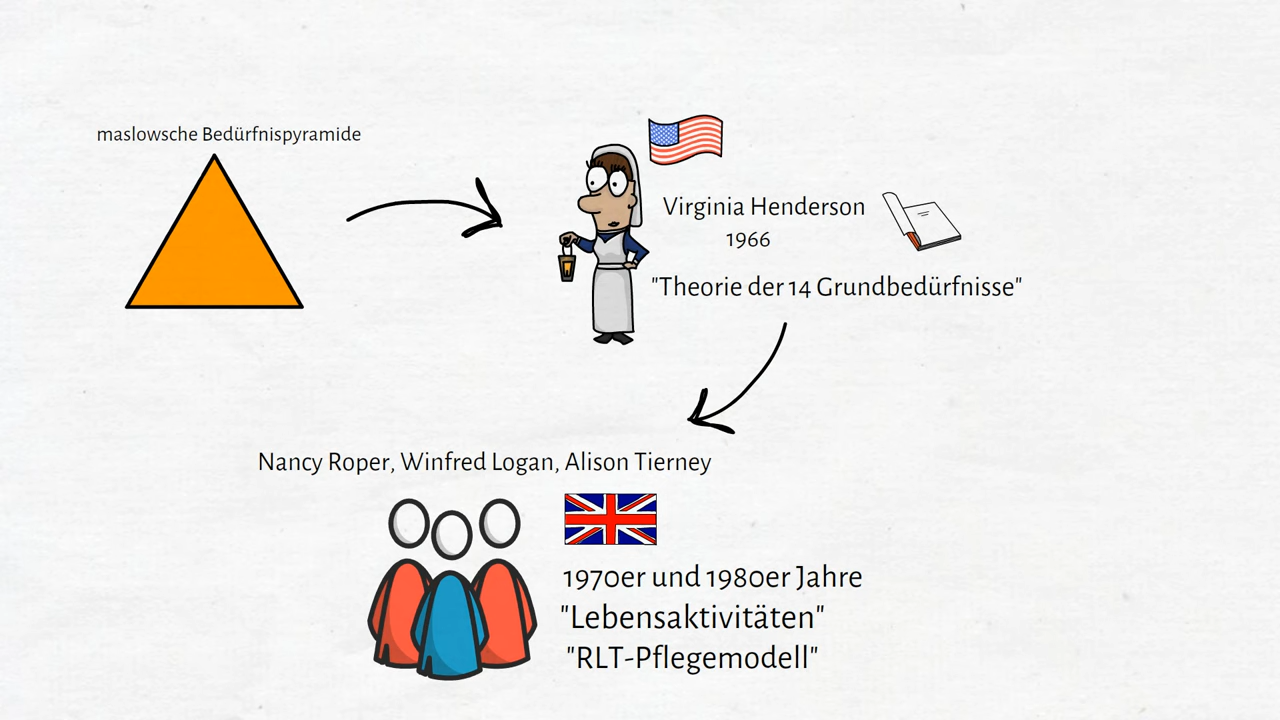 maslowsche Bedürfnispyramide
Virginia Henderson
1966
"Theorie der 14 Grundbedürfnisse"
Nancy Roper, Winfred Logan, Alison Tierney
1970er und 1980er Jahre
"Lebensaktivitäten"
"RLT-Pflegemodell"